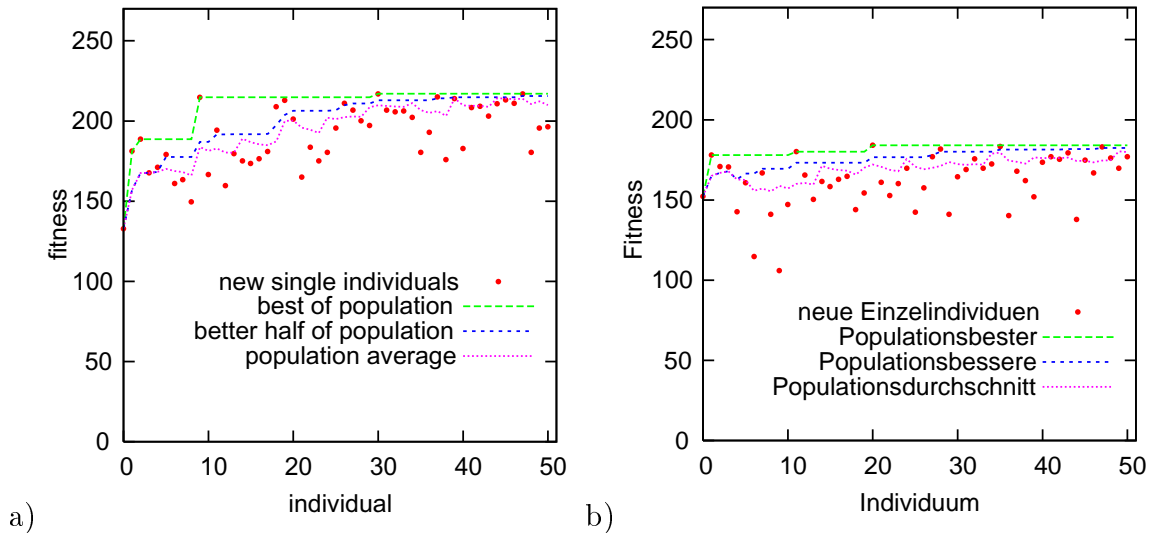 250
200
150
100
50
0
fitness
new single individuals
best of population
better half of population
population average
0 10 20 30 40 50
individual
a)
250
200
150
100
50
0
Fitness
neue Einzelindividuen
Populationsbester
Populationsbessere
Populationsdurchschnitt
0 10 20 30 40 50
Individuum
b)